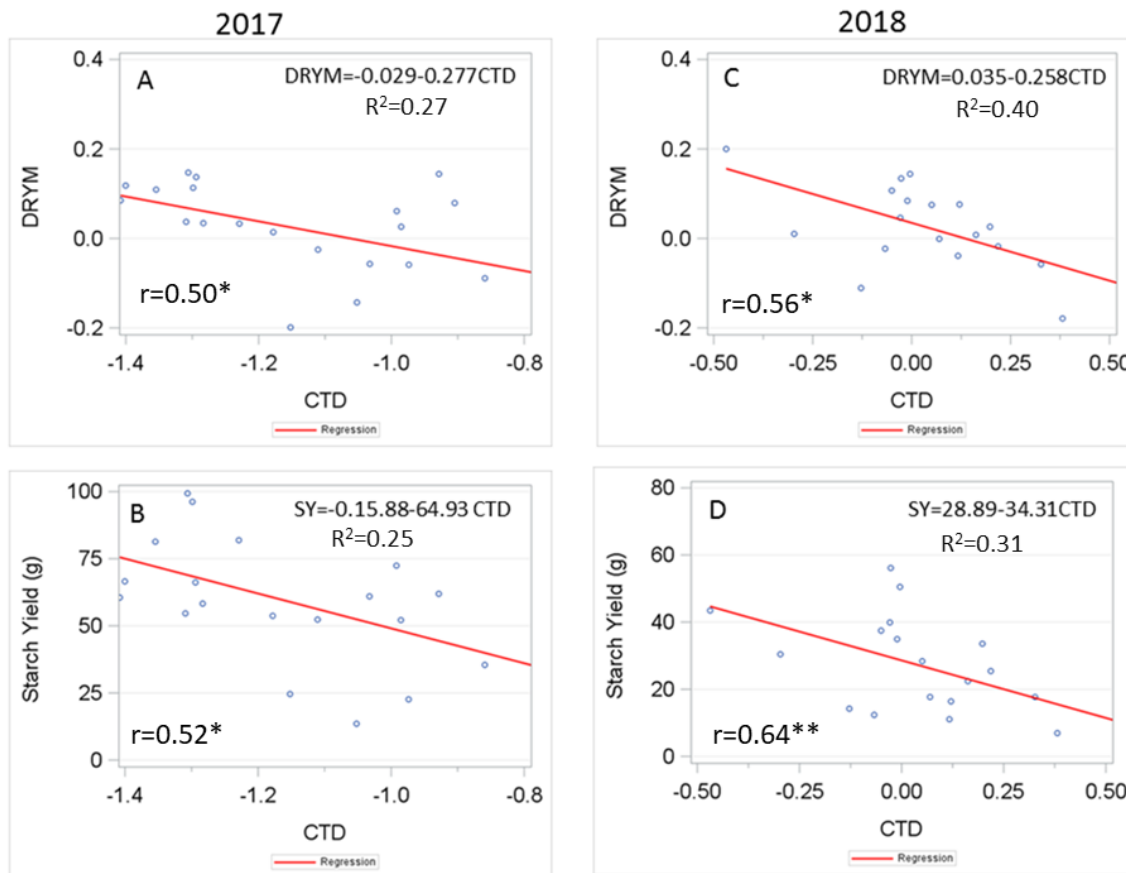 2017
A
DRYM=-0.029-0.277CTD
R²=0.27
r=0.50*
DRYM
0.4
0.2
0.0
-0.2
-1.4 -1.2 -1.0 -0.8
CTD
Regression
2018
C
DRYM=0.035-0.258CTD
R²=0.40
r=0.56*
DRYM
0.4
0.2
0.0
-0.2
-0.50 -0.25 0.00 0.25 0.50
CTD
Regression
B
SY=-0.15.88-64.93 CTD
R²=0.25
r=0.52*
Starch Yield (g)
100
75
50
25
0
-1.4 -1.2 -1.0 -0.8
CTD
Regression
D
SY=28.89-34.31CTD
R²=0.31
r=0.64**
Starch Yield (g)
80
60
40
20
0
-0.50 -0.25 0.00 0.25 0.50
CTD
Regression